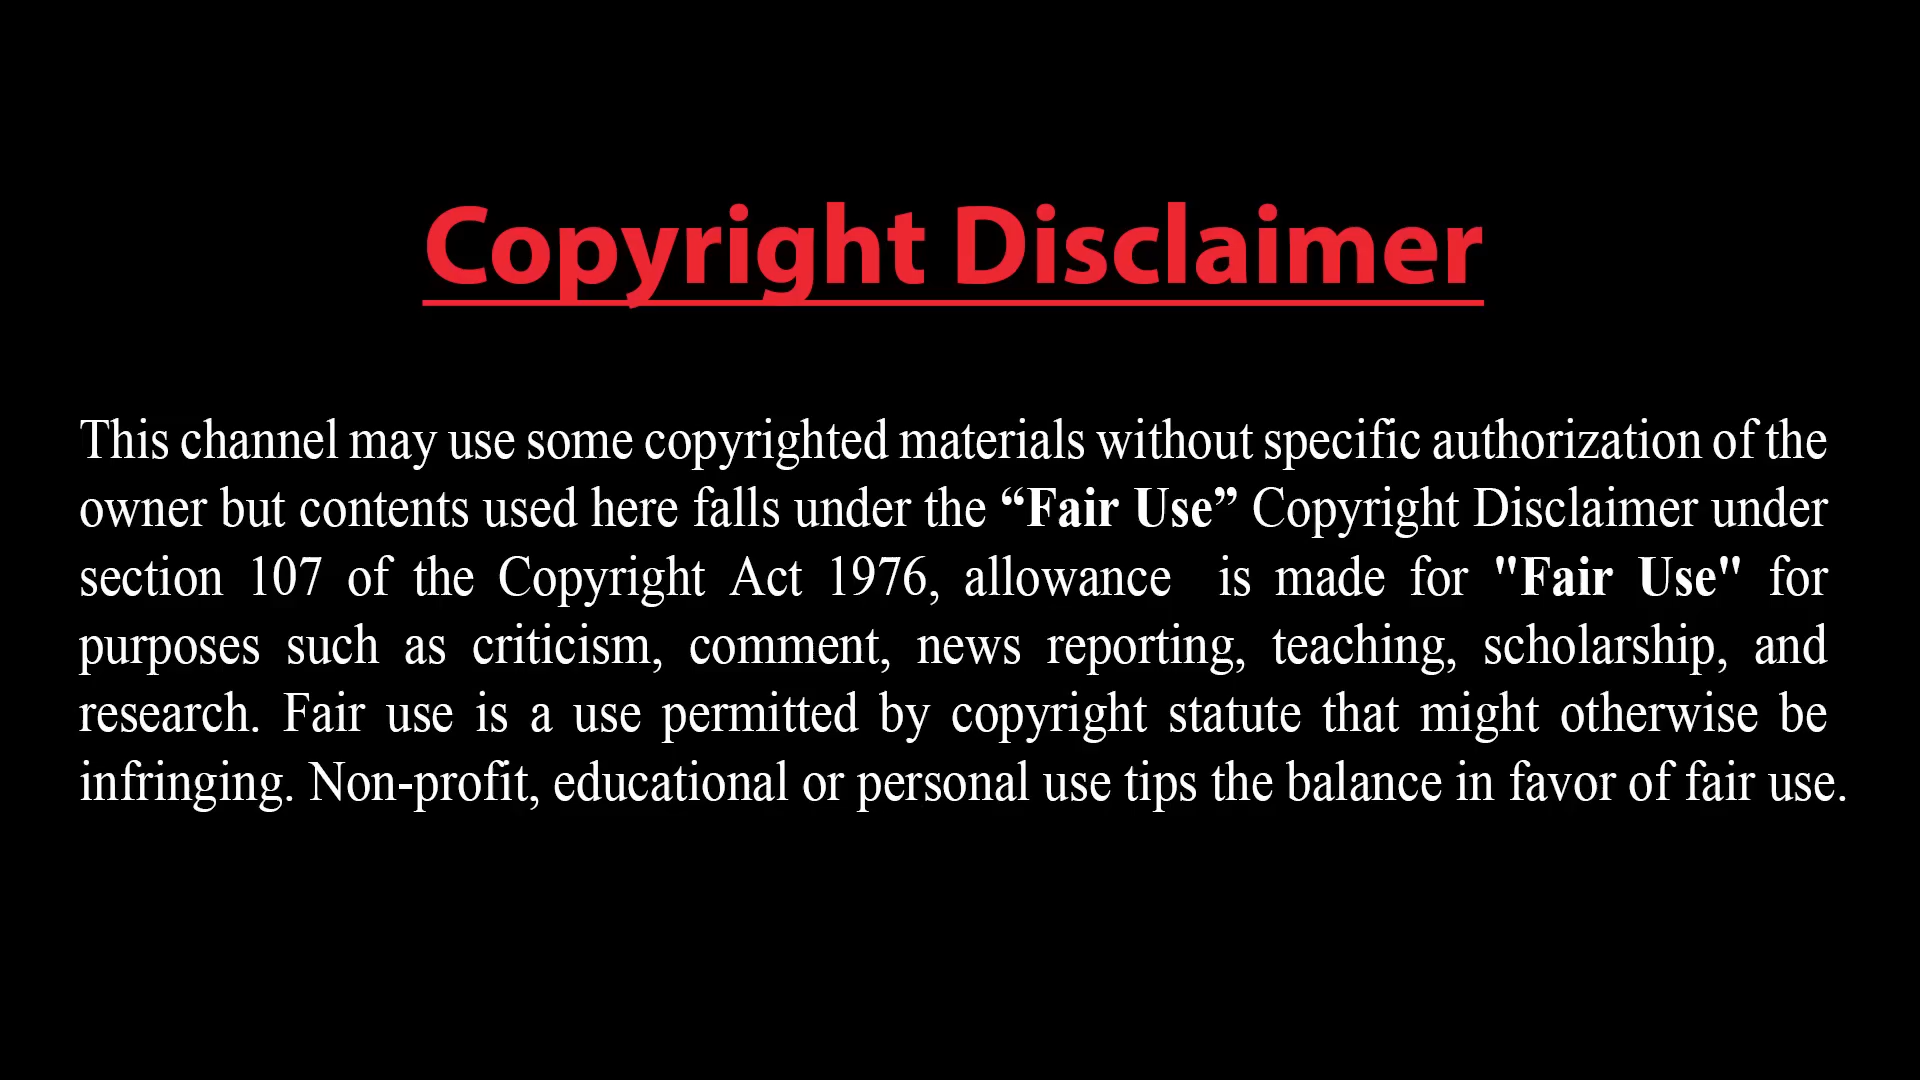 Copyright Disclaimer
This channel may use some copyrighted materials without specific authorization of the
owner but contents used here falls under the “Fair Use” Copyright Disclaimer under
section 107 of the Copyright Act 1976, allowance  is made for "Fair Use" for
purposes such as criticism, comment, news reporting, teaching, scholarship, and
research. Fair use is a use permitted by copyright statute that might otherwise be
infringing. Non-profit, educational or personal use tips the balance in favor of fair use.